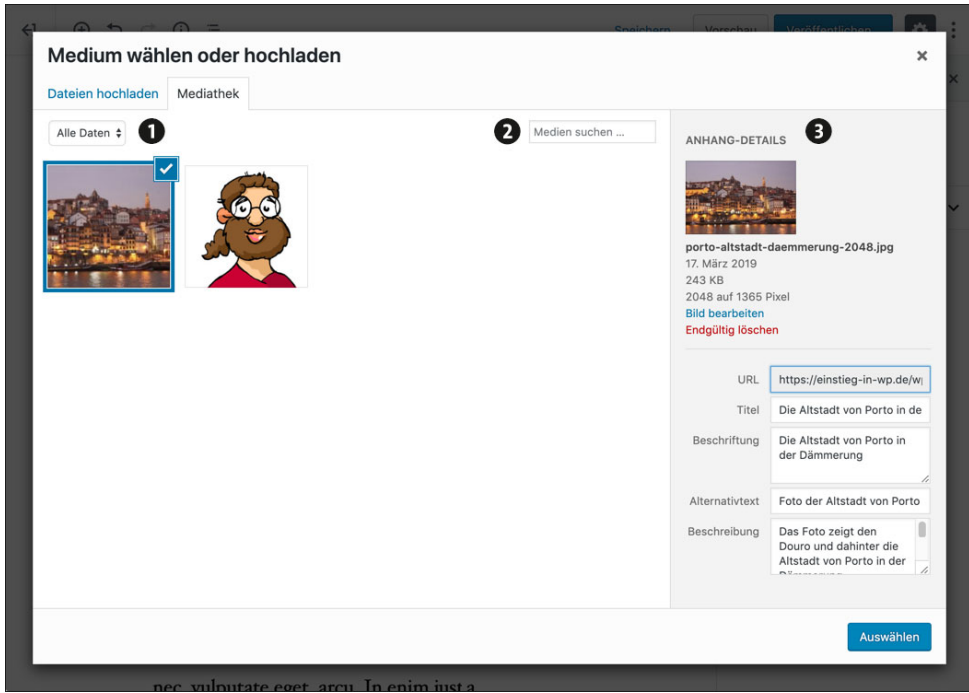 Speichern Vorschau Veröffentlichen ...
Medium wählen oder hochladen
Dateien hochladen Mediathek
Alle Daten 1
2 Medien suchen ...
ANHANG-DETAILS 3
porto-altstadt-daemmerung-2048.jpg
17. März 2019
243 KB
2048 auf 1365 Pixel
Bild bearbeiten
Endgültig löschen
URL https://einstieg-in-wp.de/w
Titel Die Altstadt von Porto in de
Beschriftung Die Altstadt von Porto in
der Dämmerung
Alternativtext Foto der Altstadt von Porto
Beschreibung Das Foto zeigt den
Douro und dahinter die
Altstadt von Porto in der
Auswählen
nec, vulputate eget, arcu. In enim just a